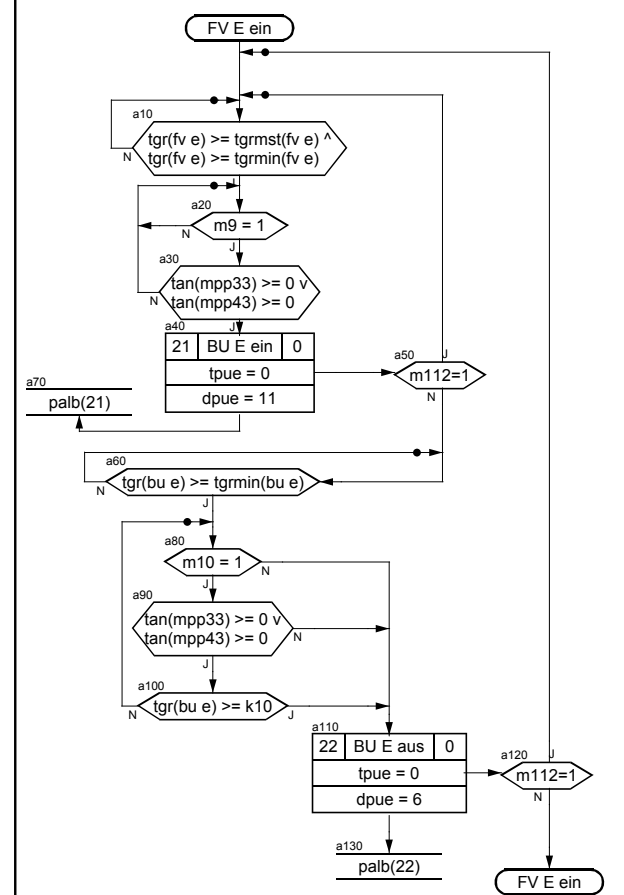 FV E ein
a10
tgr(fv e) >= tgrmst(fv e) ^
tgr(fv e) >= tgrmin(fv e)
N
J
a20
m9 = 1
N
J
a30
tan(mpp33) >= 0 v
tan(mpp43) >= 0
N
J
a40
21 BU E ein 0
tpue = 0
dpue = 11
a50
J
m112=1
N
a70
palb(21)
a60
tgr(bu e) >= tgrmin(bu e)
N
J
a80
m10 = 1
N
J
a90
tan(mpp33) >= 0 v
tan(mpp43) >= 0
N
J
a100
tgr(bu e) >= k10
N
J
a110
22 BU E aus 0
tpue = 0
dpue = 6
a120
J
m112=1
N
a130
palb(22)
FV E ein